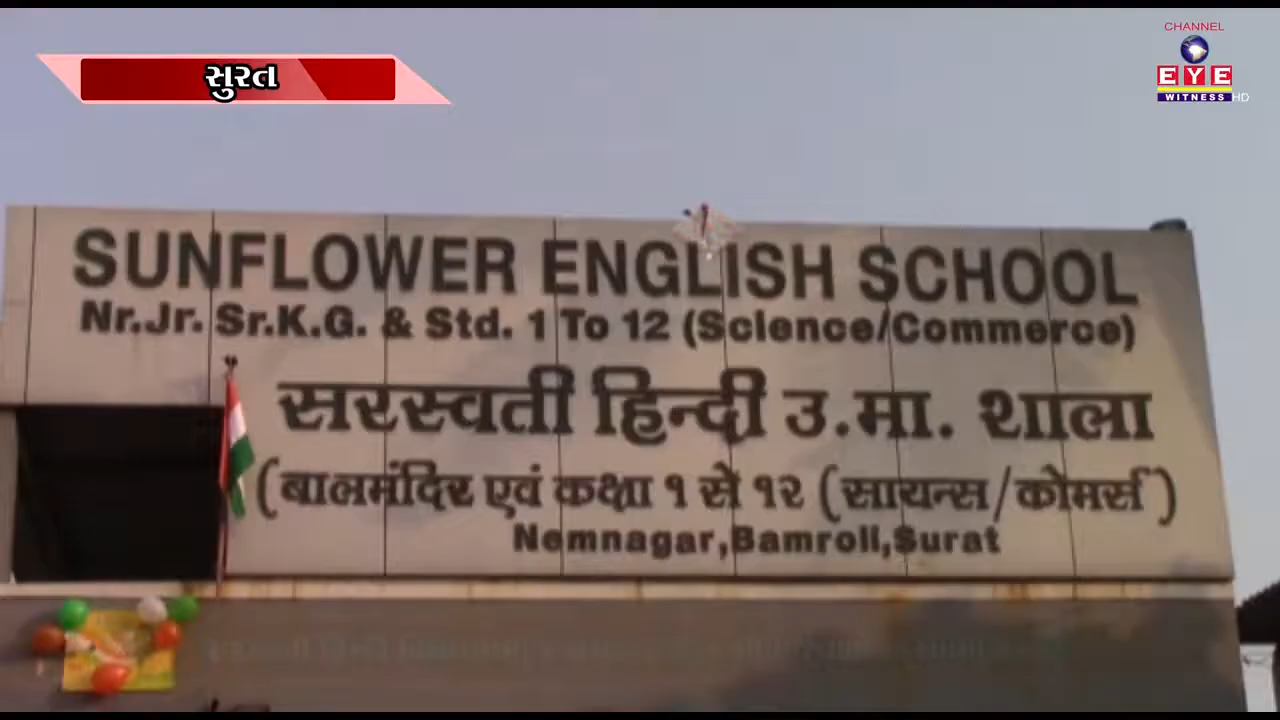 CHANNEL
EYE
WITNESS HD
સુરત
SUNFLOWER ENGLISH SCHOOL
Nr.Jr. Sr.K.G. & Std. 1 To 12 (Science/Commerce)
सरस्वती हिन्दी उ.मा. शाला
(बालमंदिर एवं कक्षा १ से १२ (सायन्स/कोमर्स)
Nemnagar,Bamroli,Surat